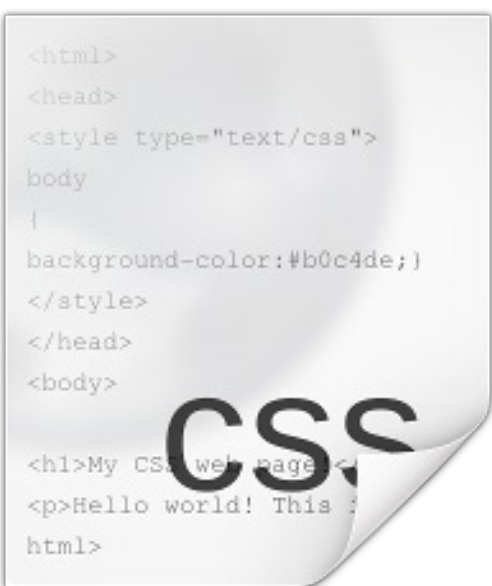 <html>
<head>
<style type="text/css">
body
{
background-color:#b0c4de;}
</style>
</head>
<body>
CSS
<h1>My CSS web page!<
<p>Hello world! This
html>